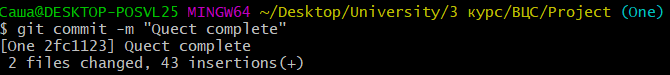 Саша@DESKTOP-POSVL25 MINGW64 ~/Desktop/University/3 курс/ВЦС/Project (One)
$ git commit -m "Quect complete"
[One 2fc1123] Quect complete
 2 files changed, 43 insertions(+)